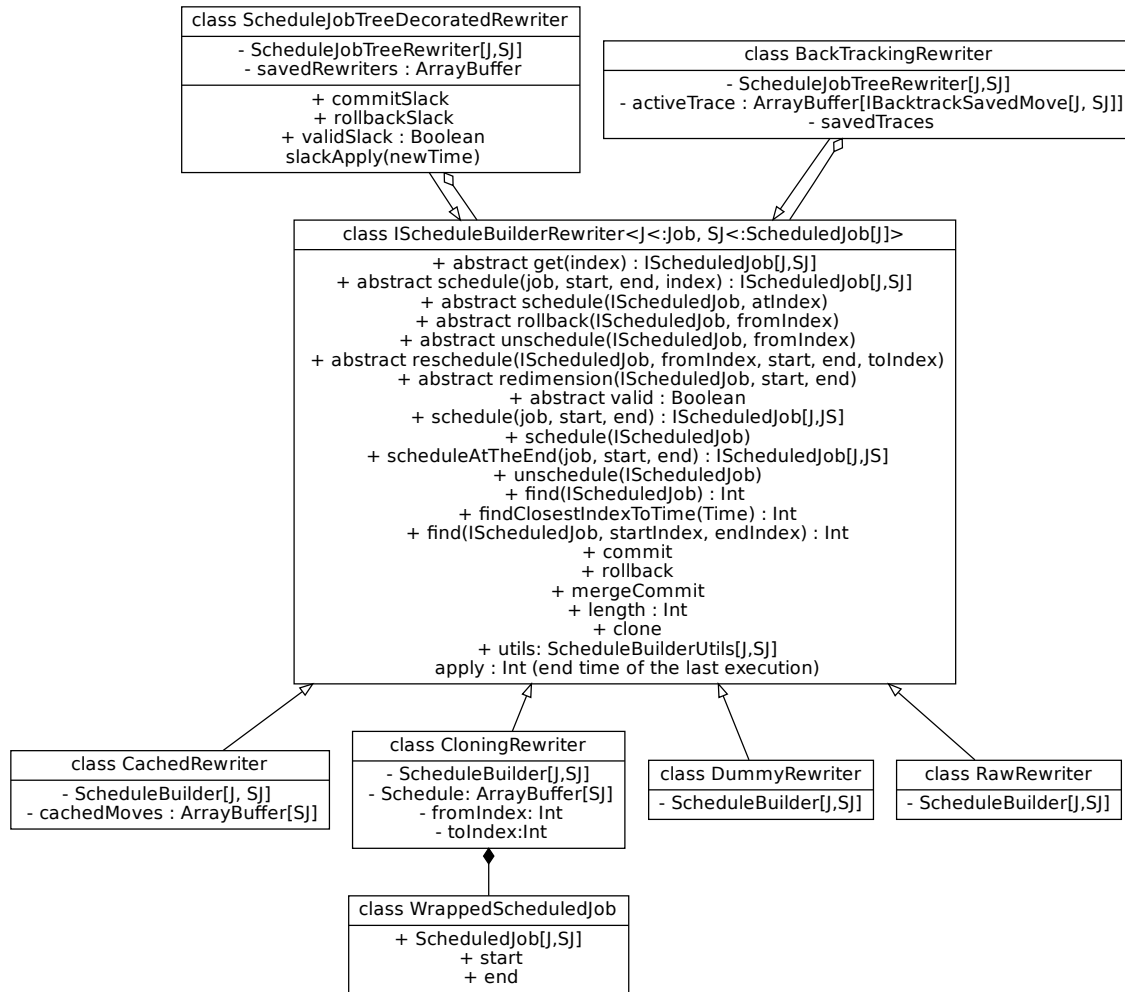 class ScheduleJobTreeDecoratedRewriter
- ScheduleJobTreeRewriter[J,SJ]
- savedRewriters : ArrayBuffer
+ commitSlack
+ rollbackSlack
+ validSlack : Boolean
slackApply(newTime)
class BackTrackingRewriter
- ScheduleJobTreeRewriter[J,SJ]
- activeTrace : ArrayBuffer[IBacktrackSavedMove[J, SJ]]
- savedTraces
class IScheduleBuilderRewriter<J<:Job, SJ<:ScheduledJob[J]>
+ abstract get(index) : IScheduledJob[J,SJ]
+ abstract schedule(job, start, end, index) : IScheduledJob[J,SJ]
+ abstract schedule(IScheduledJob, atIndex)
+ abstract rollback(IScheduledJob, fromIndex)
+ abstract unschedule(IScheduledJob, fromIndex)
+ abstract reschedule(IScheduledJob, fromIndex, start, end, toIndex)
+ abstract redimension(IScheduledJob, start, end)
+ abstract valid : Boolean
+ schedule(job, start, end) : IScheduledJob[J,JS]
+ schedule(IScheduledJob)
+ scheduleAtTheEnd(job, start, end) : IScheduledJob[J,JS]
+ unschedule(IScheduledJob)
+ find(IScheduledJob) : Int
+ findClosestIndexToTime(Time) : Int
+ find(IScheduledJob, startIndex, endIndex) : Int
+ commit
+ rollback
+ mergeCommit
+ length : Int
+ clone
+ utils: ScheduleBuilderUtils[J,SJ]
apply : Int (end time of the last execution)
class CachedRewriter
- ScheduleBuilder[J, SJ]
- cachedMoves : ArrayBuffer[SJ]
class CloningRewriter
- ScheduleBuilder[J,SJ]
- Schedule: ArrayBuffer[SJ]
- fromIndex: Int
- toIndex:Int
class DummyRewriter
- ScheduleBuilder[J,SJ]
class RawRewriter
- ScheduleBuilder[J,SJ]
class WrappedScheduledJob
+ ScheduledJob[J,SJ]
+ start
+ end